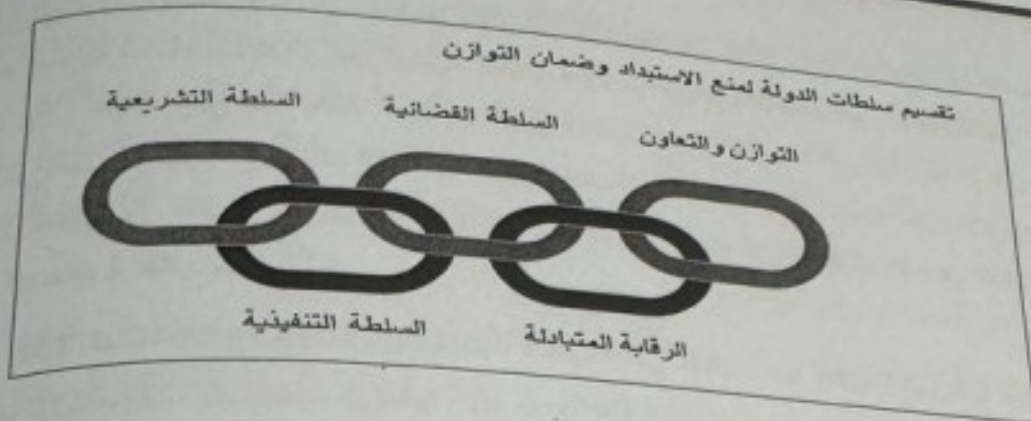 تقسيم سلطات الدولة لمنع الاستبداد وضمان التوازن
التوازن والتعاون
السلطة القضائية
السلطة التشريعية
الرقابة المتبادلة
السلطة التنفيذية